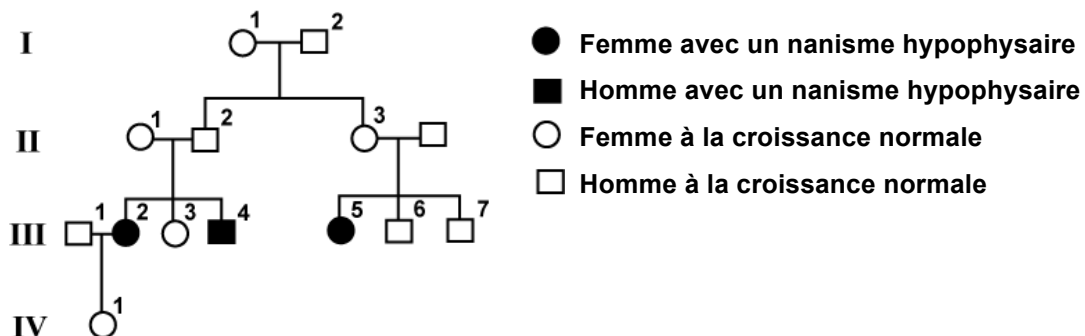 I 1 2
Femme avec un nanisme hypophysaire
Homme avec un nanisme hypophysaire
II 1 2 3
Femme à la croissance normale
Homme à la croissance normale
III 1 2 3 4 5 6 7
IV 1